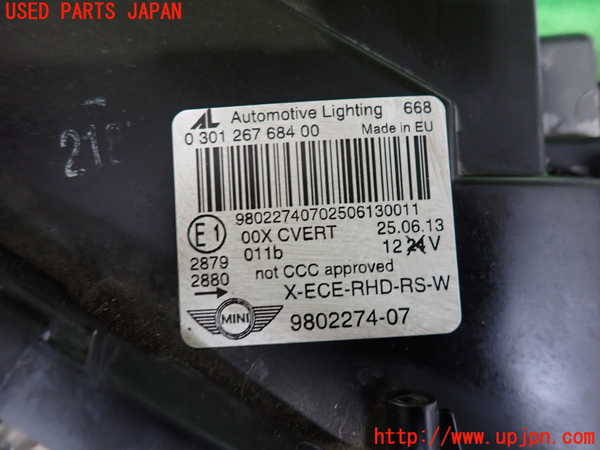 USED PARTS JAPAN
AL Automotive Lighting 668
0 301 267 684 00 Made in EU
98022740702506130011
E1 00X CVERT 25.06.13
2879 011b 12 24 V
2880 not CCC approved
X-ECE-RHD-RS-W
MINI 9802274-07
http://www.upjpn.com/